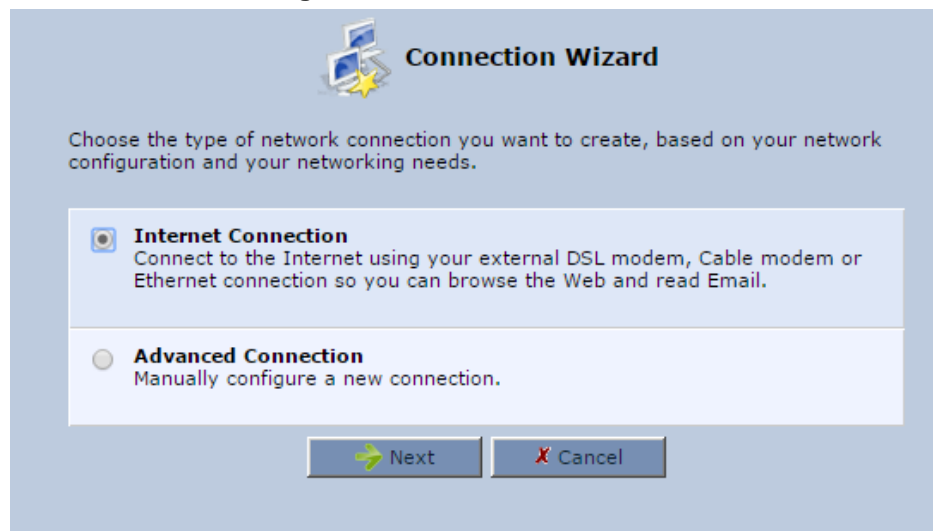 Connection Wizard
Choose the type of network connection you want to create, based on your network
configuration and your networking needs.
Internet Connection
Connect to the Internet using your external DSL modem, Cable modem or
Ethernet connection so you can browse the Web and read Email.
Advanced Connection
Manually configure a new connection.
Next
Cancel